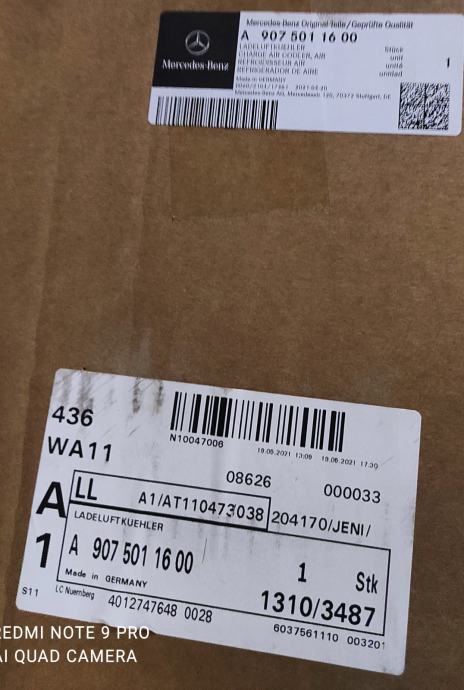 Mercedes-Benz Original-Teile/Geprüfte Qualität
A 907 501 16 00
LADELUFTKUEHLER Stück
CHARGE AIR COOLER, AIR unit
REFROIDISSEUR AIR unité 1
REFRIGERADOR DE AIRE unidad
Mercedes-Benz
Made in GERMANY
70372 Stuttgart, DE
436
WA11
N10047006
19.05.2021 13:09 19.05.2021 17:30
08626 000033
A LL A1/AT110473038 204170/JENI/
LADELUFTKUEHLER
1 A 907 501 16 00 1 Stk
Made in GERMANY
1310/3487
S11 LC Nuernberg 4012747648 0028 6037561110 003201
REDMI NOTE 9 PRO
AI QUAD CAMERA